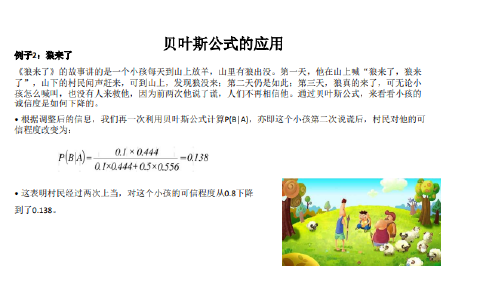 贝叶斯公式的应用
例子2：狼来了
《狼来了》的故事讲的是一个小孩每天到山上放羊，山里有狼出没。第一天，他在山上喊“狼来了，狼来
了”，山下的村民闻声赶来，可到山上，发现狼没来；第二天仍是如此；第三天，狼真的来了，可无论小
孩怎么喊叫，也没有人来救他，因为前两次他说了谎，人们不再相信他。通过贝叶斯公式，来看看小孩的
诚信度是如何下降的。
• 根据调整后的信息，我们再一次利用贝叶斯公式计算P(B|A)，亦即这个小孩第二次说谎后，村民对他的可
信程度改变为：
P(B|A)=0.1×0.444/(0.1×0.444+0.5×0.556)=0.138
• 这表明村民经过两次上当，对这个小孩的可信程度从0.8下降
到了0.138。